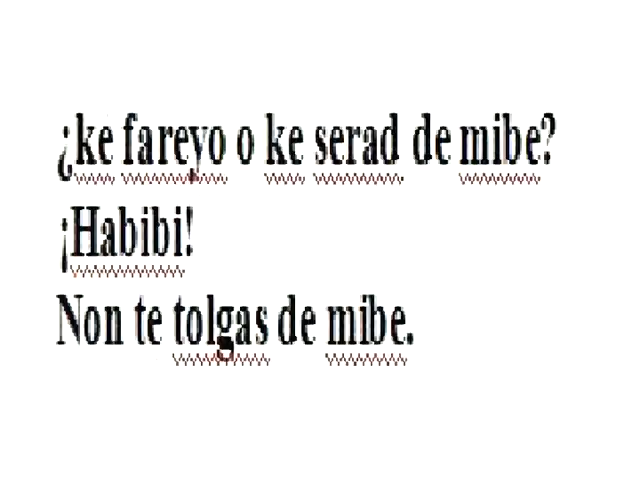 ¿ke fareyo o ke serad de mibe?
¡Habibi!
Non te tolgas de mibe.